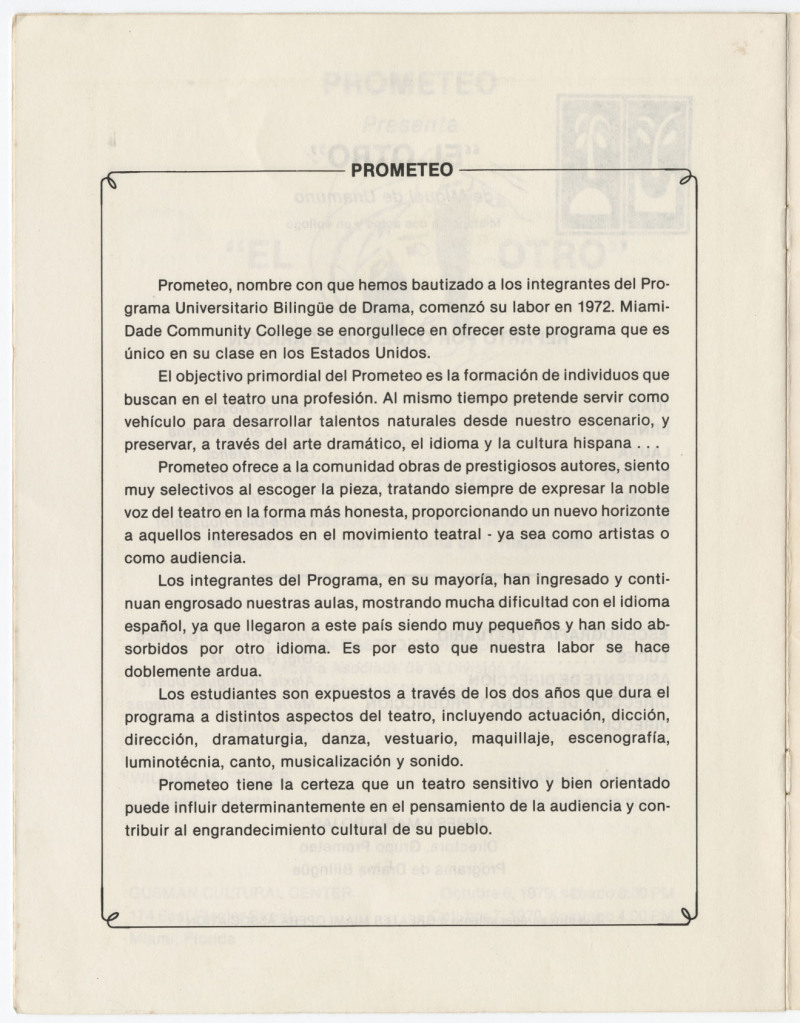 PROMETEO
Prometeo, nombre con que hemos bautizado a los integrantes del Pro-
grama Universitario Bilingüe de Drama, comenzó su labor en 1972. Miami-
Dade Community College se enorgullece en ofrecer este programa que es
único en su clase en los Estados Unidos.
El objectivo primordial del Prometeo es la formación de individuos que
buscan en el teatro una profesión. Al mismo tiempo pretende servir como
vehículo para desarrollar talentos naturales desde nuestro escenario, y
preservar, a través del arte dramático, el idioma y la cultura hispana . . .
Prometeo ofrece a la comunidad obras de prestigiosos autores, siento
muy selectivos al escoger la pieza, tratando siempre de expresar la noble
voz del teatro en la forma más honesta, proporcionando un nuevo horizonte
a aquellos interesados en el movimiento teatral - ya sea como artistas o
como audiencia.
Los integrantes del Programa, en su mayoría, han ingresado y conti-
nuan engrosado nuestras aulas, mostrando mucha dificultad con el idioma
español, ya que llegaron a este país siendo muy pequeños y han sido ab-
sorbidos por otro idioma. Es por esto que nuestra labor se hace
doblemente ardua.
Los estudiantes son expuestos a través de los dos años que dura el
programa a distintos aspectos del teatro, incluyendo actuación, dicción,
dirección, dramaturgia, danza, vestuario, maquillaje, escenografía,
luminotécnia, canto, musicalización y sonido.
Prometeo tiene la certeza que un teatro sensitivo y bien orientado
puede influir determinantemente en el pensamiento de la audiencia y con-
tribuir al engrandecimiento cultural de su pueblo.